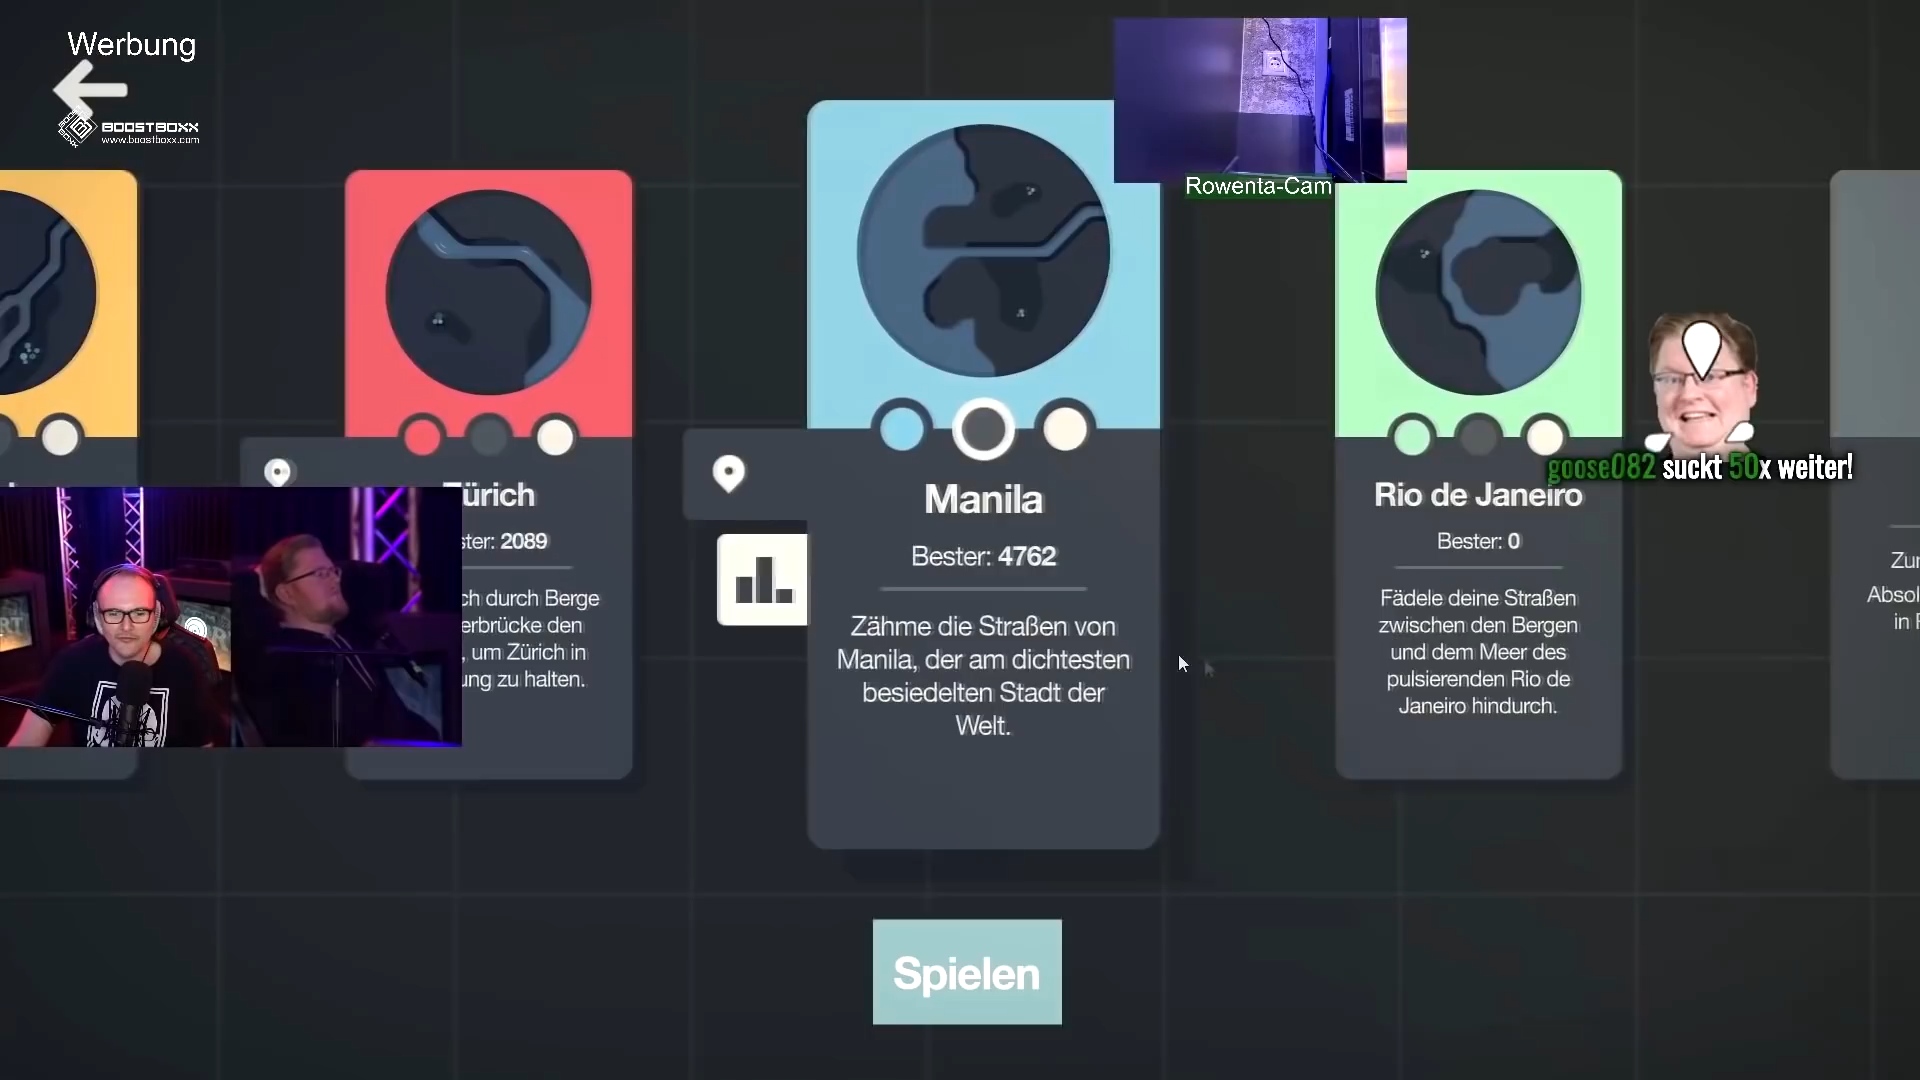 Werbung
BOOSTBOXX
www.boostboxx.com
Rowenta-Cam
goose082 suckt 50x weiter!
ürich
ster: 2089
ch durch Berge
erbrücke den
, um Zürich in
ung zu halten.
Manila
Bester: 4762
Zähme die Straßen von
Manila, der am dichtesten
besiedelten Stadt der
Welt.
Rio de Janeiro
Bester: 0
Fädele deine Straßen
zwischen den Bergen
und dem Meer des
pulsierenden Rio de
Janeiro hindurch.
Absol
in
Spielen